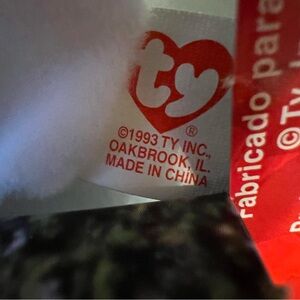 ty
®
©1993 TY INC.,
OAKBROOK, IL.
MADE IN CHINA
Fabricado para
©Ty